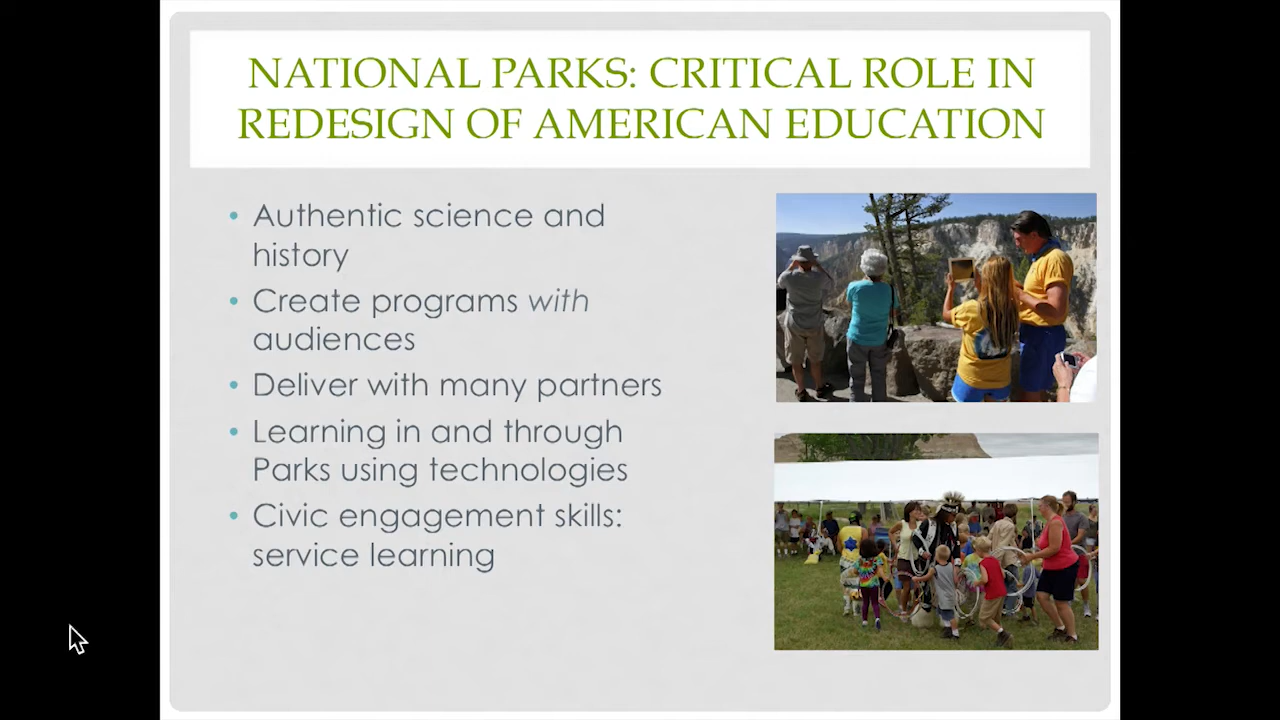 NATIONAL PARKS: CRITICAL ROLE IN
REDESIGN OF AMERICAN EDUCATION
• Authentic science and
history
• Create programs with
audiences
• Deliver with many partners
• Learning in and through
Parks using technologies
• Civic engagement skills:
service learning